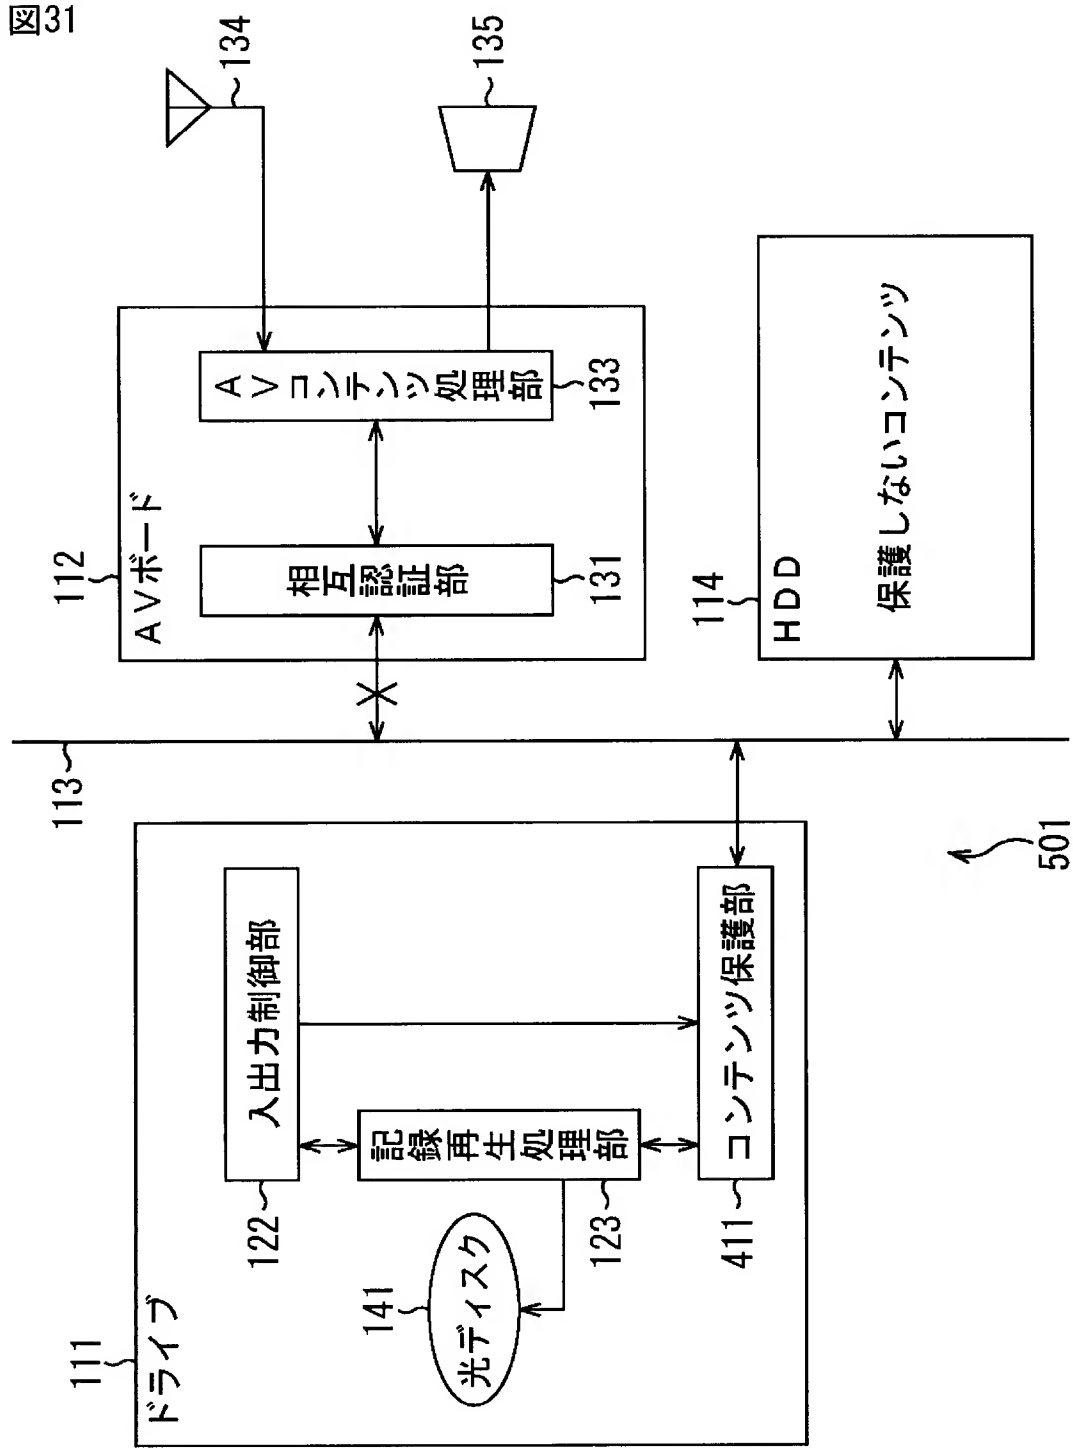 図31
134
135
112
AVボード
AVコンテンツ処理部
133
相互認証部
131
114
HDD
保護しないコンテンツ
113
501
111
ドライブ
入出力制御部
122
記録再生処理部
123
コンテンツ保護部
411
141
光ディスク